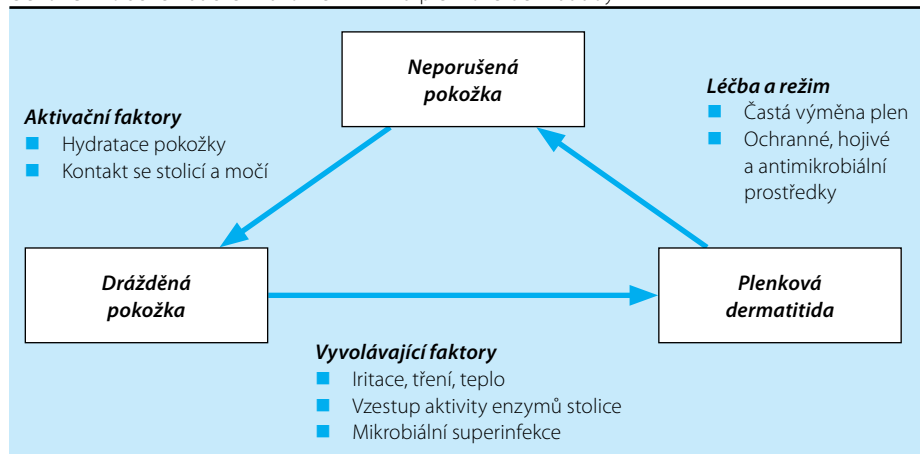 Neporušená
pokožka
Aktivační faktory
Hydratace pokožky
Kontakt se stolicí a močí
Léčba a režim
Častá výměna plen
Ochranné, hojivé
a antimikrobiální
prostředky
Drážděná
pokožka
Plenková
dermatitida
Vyvolávající faktory
Iritace, tření, teplo
Vzestup aktivity enzymů stolice
Mikrobiální superinfekce